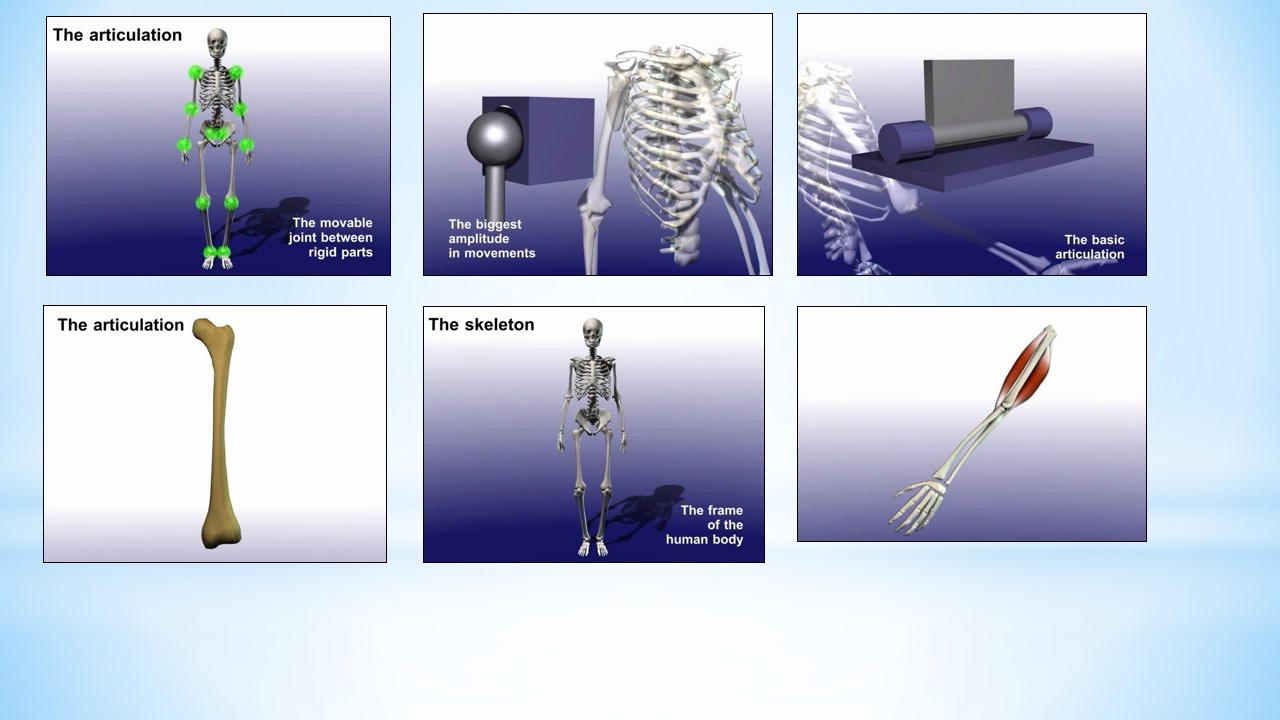 The articulation
The movable
joint between
rigid parts
The biggest
amplitude
in movements
The basic
articulation
The articulation
The skeleton
The frame
of the
human body